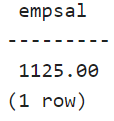 empsal
---------
1125.00
(1 row)